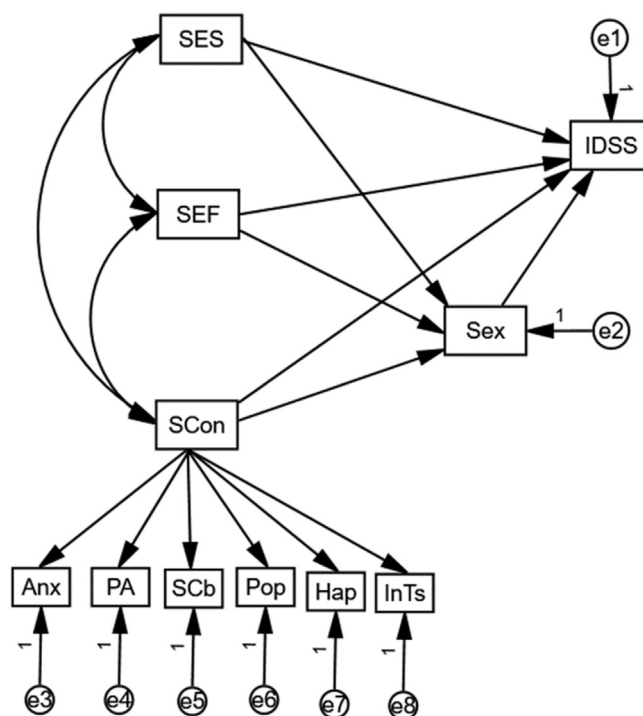 SES
e1
1
IDSS
SEF
Sex
1
e2
SCon
Anx
PA
SCb
Pop
Hap
InTs
1
1
1
1
1
1
e3
e4
e5
e6
e7
e8